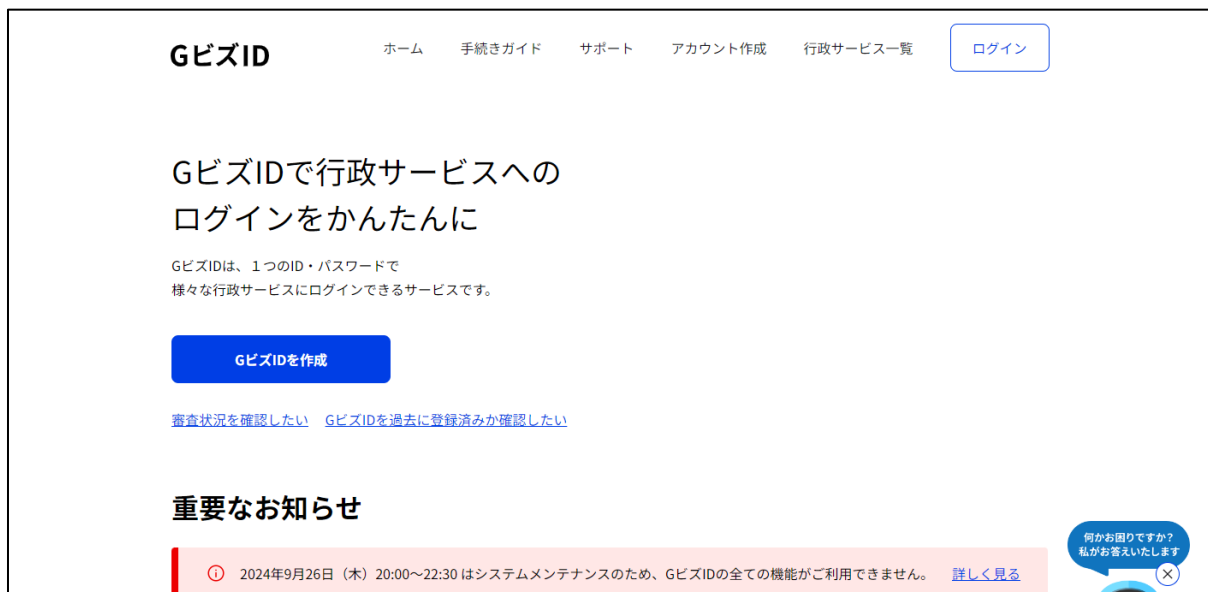 GビズID
ホーム 手続きガイド サポート アカウント作成 行政サービス一覧 ログイン
GビズIDで行政サービスへの
ログインをかんたんに
GビズIDは、１つのID・パスワードで
様々な行政サービスにログインできるサービスです。
GビズIDを作成
審査状況を確認したい GビズIDを過去に登録済みか確認したい
重要なお知らせ
2024年9月26日（木）20:00～22:30 はシステムメンテナンスのため、GビズIDの全ての機能がご利用できません。 詳しく見る
何かお困りですか？
私がお答えいたします